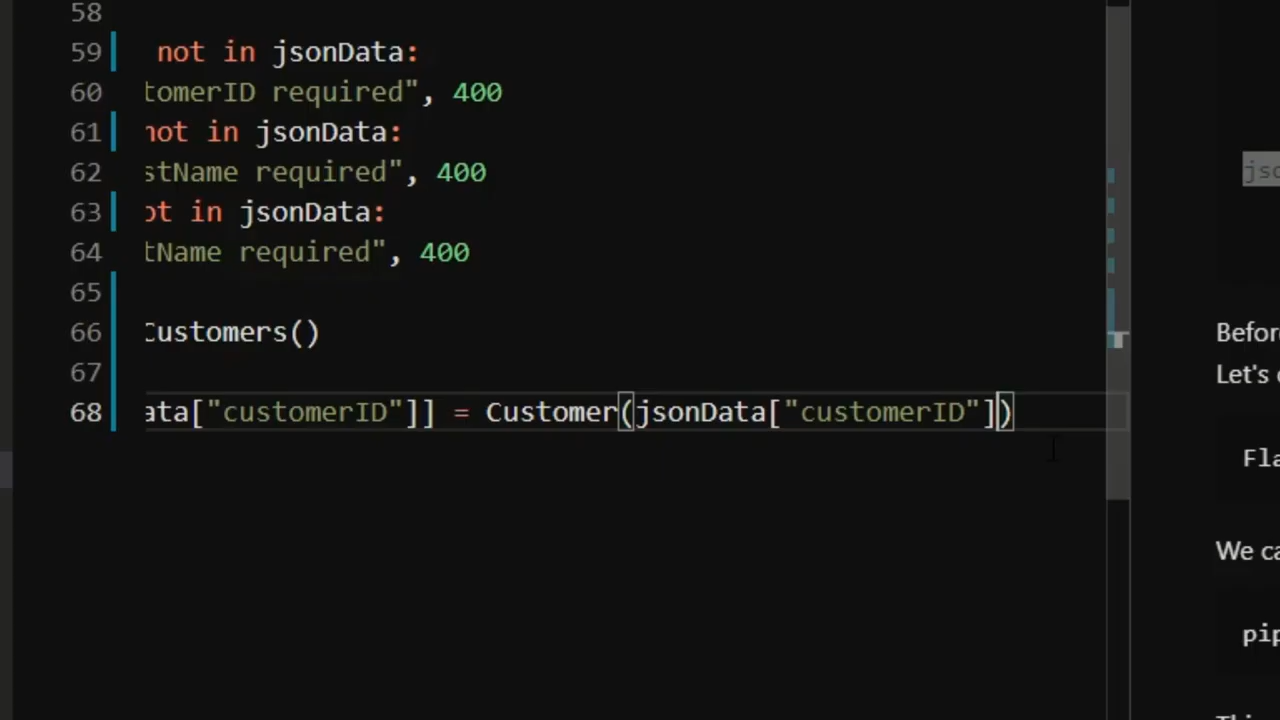 58
59 not in jsonData:
60 tomerID required", 400
61 not in jsonData:
62 stName required", 400
63 ot in jsonData:
64 tName required", 400
65
66 Customers()
67
68 ata["customerID"]] = Customer(jsonData["customerID"])
jso
Before
Let's
Fla
We ca
pip